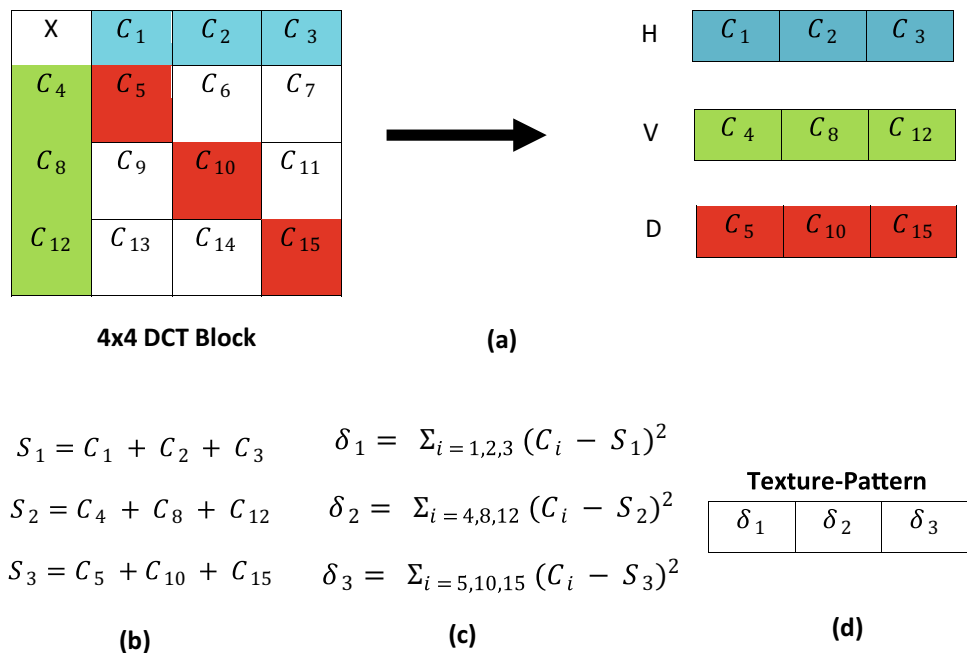 X C₁ C₂ C₃
C₄ C₅ C₆ C₇
C₈ C₉ C₁₀ C₁₁
C₁₂ C₁₃ C₁₄ C₁₅
4x4 DCT Block
H C₁ C₂ C₃
V C₄ C₈ C₁₂
D C₅ C₁₀ C₁₅
(a)
S₁ = C₁ + C₂ + C₃
S₂ = C₄ + C₈ + C₁₂
S₃ = C₅ + C₁₀ + C₁₅
(b)
δ₁ = Σᵢ ₌ ₁,₂,₃ (Cᵢ − S₁)²
δ₂ = Σᵢ ₌ ₄,₈,₁₂ (Cᵢ − S₂)²
δ₃ = Σᵢ ₌ ₅,₁₀,₁₅ (Cᵢ − S₃)²
(c)
Texture-Pattern
δ₁ δ₂ δ₃
(d)